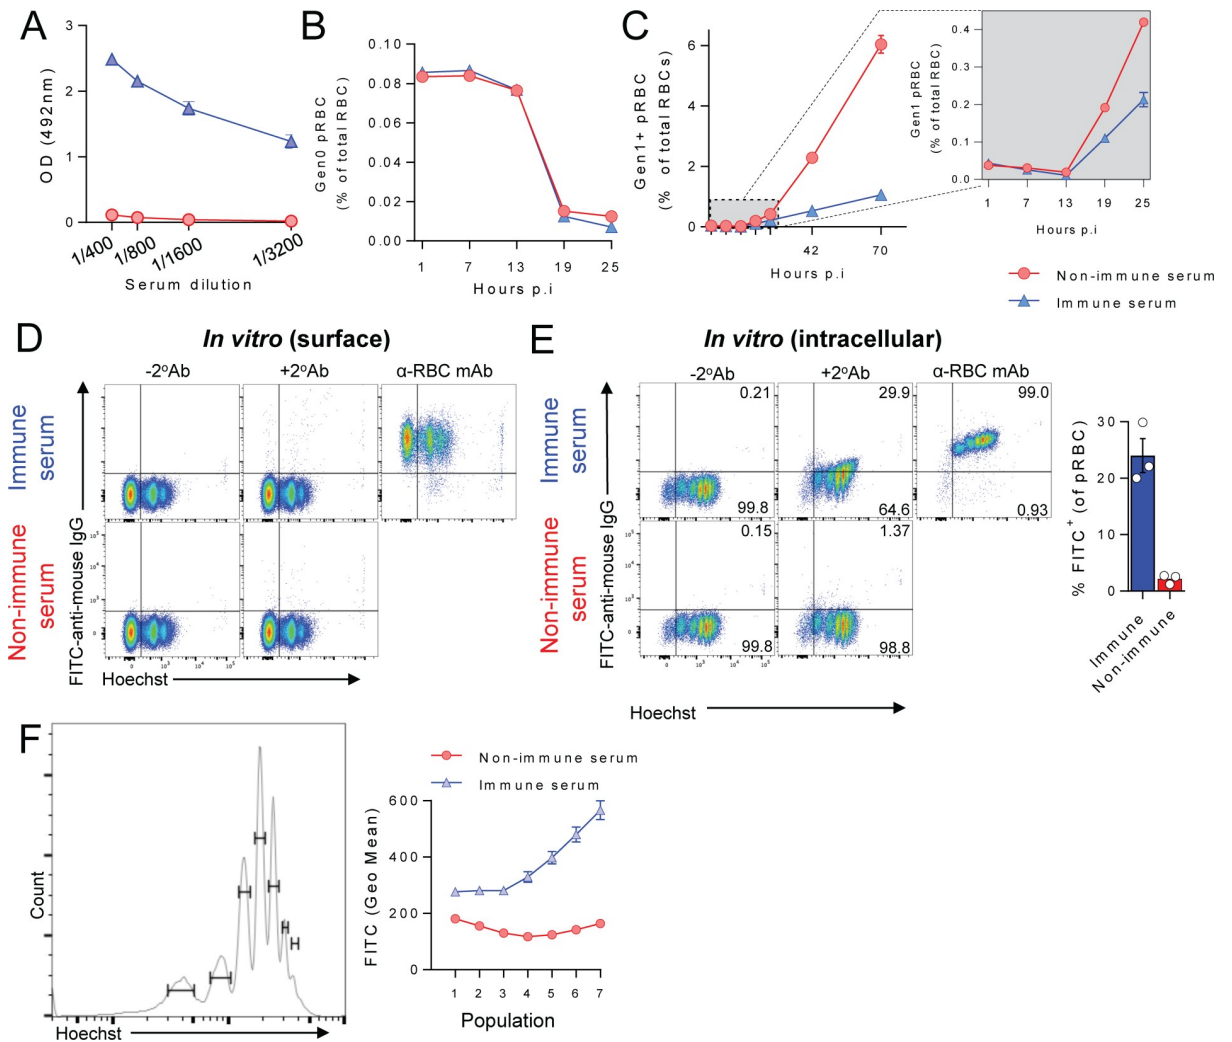 A
OD (492nm)
3
2
1
0
1/400
1/800
1/1600
1/3200
Serum dilution
B
Gen0 pRBC
(% of total RBC)
0.10
0.08
0.06
0.04
0.02
0.00
1 7 13 19 25
Hours p.i
C
Gen1+ pRBC
(% of total RBCs)
6
4
2
0
42 70
Hours p.i
Gen1 pRBC
(% of total RBC)
0.4
0.3
0.2
0.1
0.0
1 7 13 19 25
Hours p.i
Non-immune serum
Immune serum
D
In vitro (surface)
-2ºAb +2ºAb α-RBC mAb
Immune
serum
Non-immune
serum
FITC-anti-mouse IgG
Hoechst
E
In vitro (intracellular)
-2ºAb +2ºAb α-RBC mAb
Immune
serum
Non-immune
serum
FITC-anti-mouse IgG
0.21 29.9 99.0
99.8 64.6 0.93
0.15 1.37
99.8 98.8
Hoechst
% FITC+ (of pRBC)
30
20
10
0
Immune
Non-immune
F
Count
Hoechst
Non-immune serum
Immune serum
FITC (Geo Mean)
600
400
200
0
1 2 3 4 5 6 7
Population